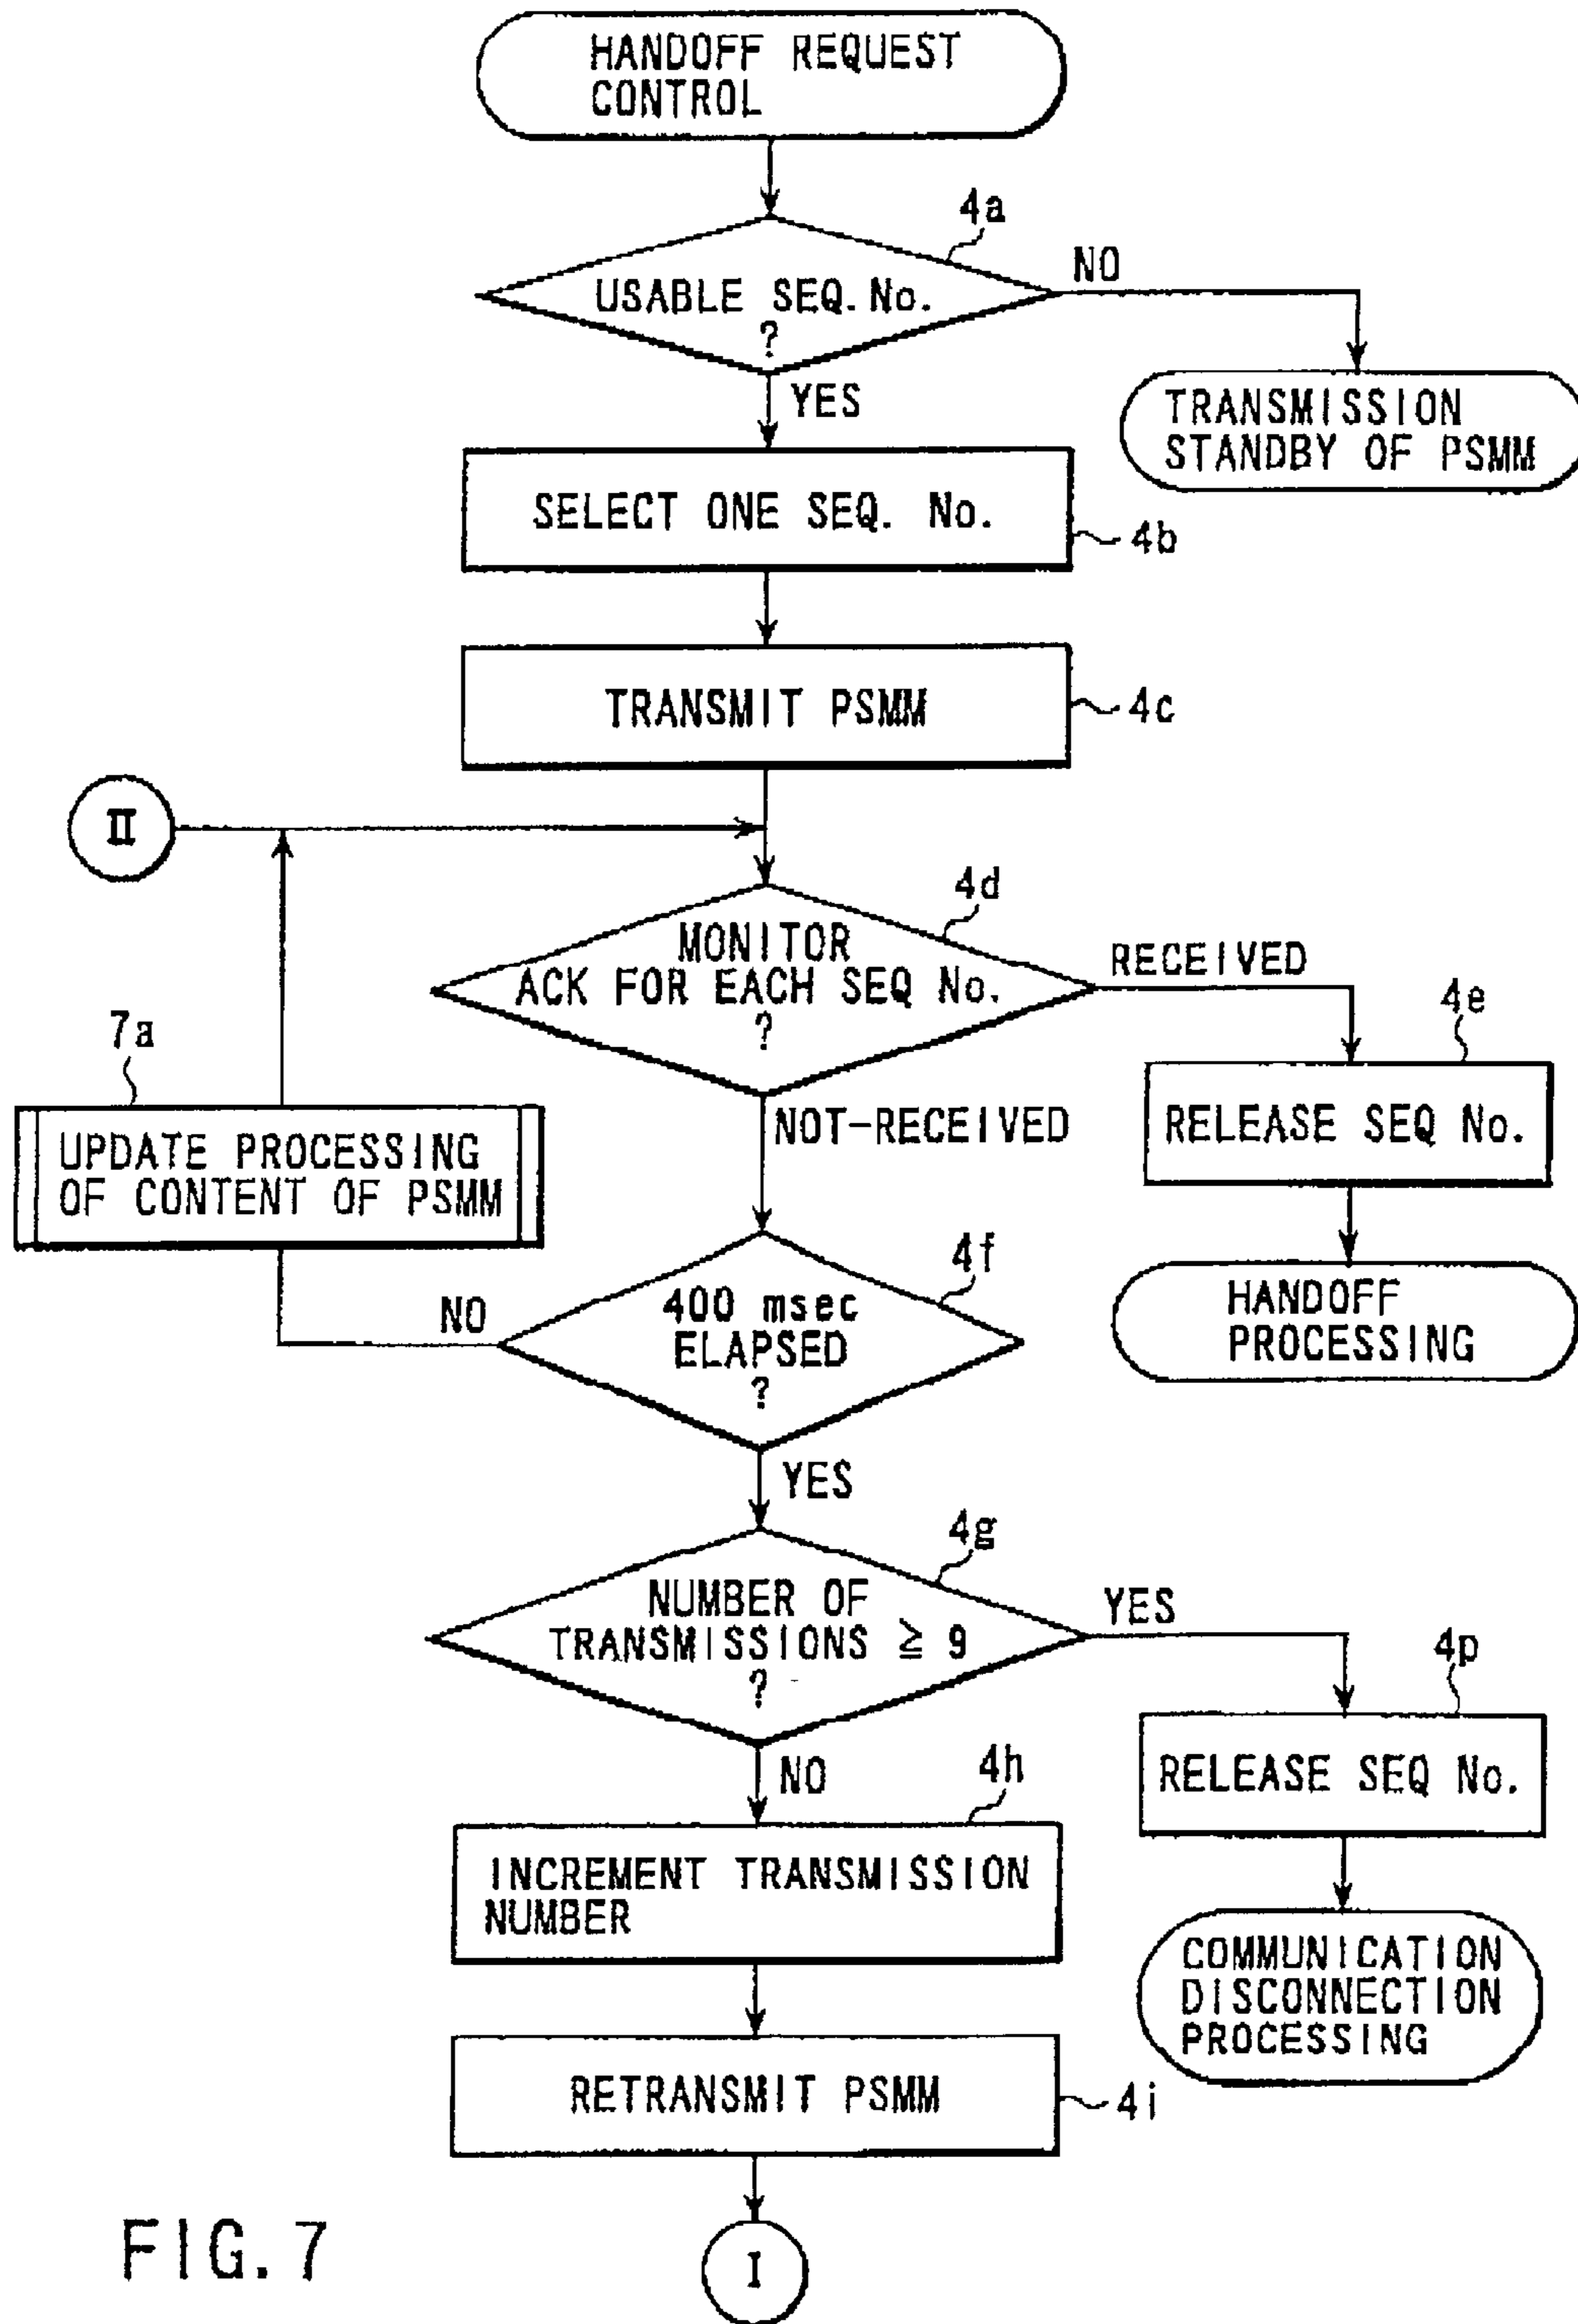 HANDOFF REQUEST
CONTROL
4a
USABLE SEQ. No.
?
NO
YES
TRANSMISSION
STANDBY OF PSMM
SELECT ONE SEQ. No.
4b
TRANSMIT PSMM
4c
II
4d
MONITOR
ACK FOR EACH SEQ No.
?
RECEIVED
4e
RELEASE SEQ No.
7a
NOT-RECEIVED
UPDATE PROCESSING
OF CONTENT OF PSMM
HANDOFF
PROCESSING
4f
400 msec
ELAPSED
?
NO
YES
4g
NUMBER OF
TRANSMISSIONS ≧ 9
?
YES
4p
RELEASE SEQ No.
NO
4h
INCREMENT TRANSMISSION
NUMBER
COMMUNICATION
DISCONNECTION
PROCESSING
RETRANSMIT PSMM
4i
I
FIG. 7